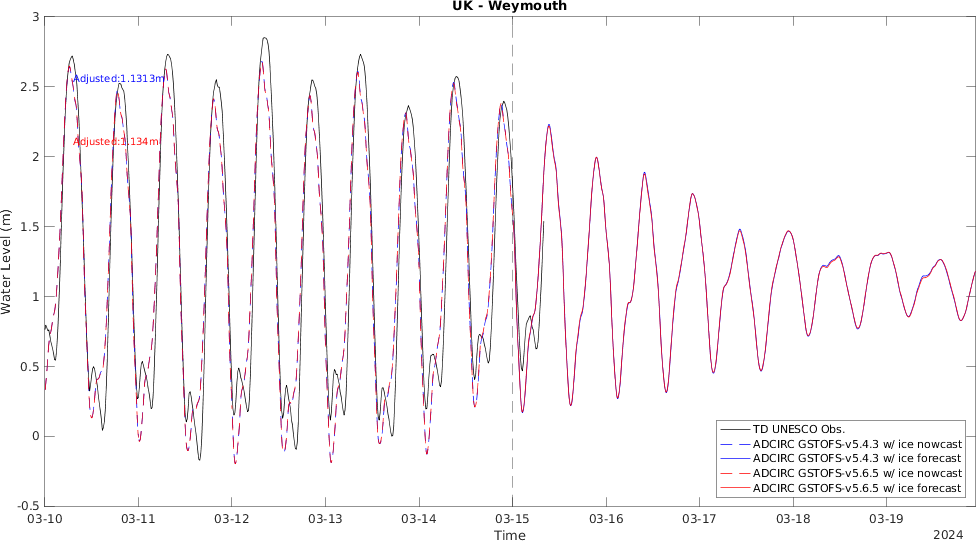 UK - Weymouth
3
2.5
2
1.5
1
0.5
0
-0.5
Water Level (m)
Adjusted:1.1313m
Adjusted:1.134m
TD UNESCO Obs.
ADCIRC GSTOFS-v5.4.3 w/ ice nowcast
ADCIRC GSTOFS-v5.4.3 w/ ice forecast
ADCIRC GSTOFS-v5.6.5 w/ ice nowcast
ADCIRC GSTOFS-v5.6.5 w/ ice forecast
03-10 03-11 03-12 03-13 03-14 03-15 03-16 03-17 03-18 03-19
Time
2024